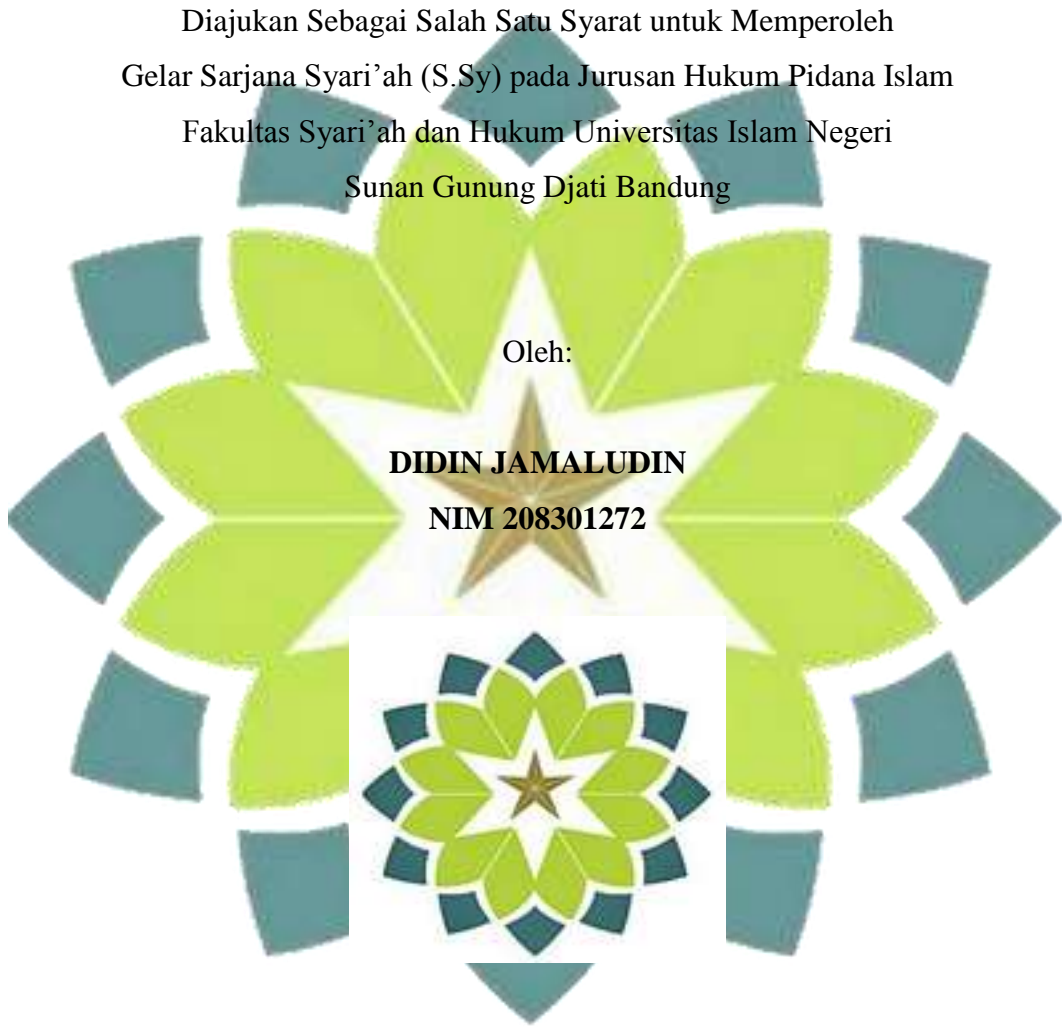 Diajukan Sebagai Salah Satu Syarat untuk Memperoleh
Gelar Sarjana Syari’ah (S.Sy) pada Jurusan Hukum Pidana Islam
Fakultas Syari’ah dan Hukum Universitas Islam Negeri
Sunan Gunung Djati Bandung
Oleh:
DIDIN JAMALUDIN
NIM 208301272